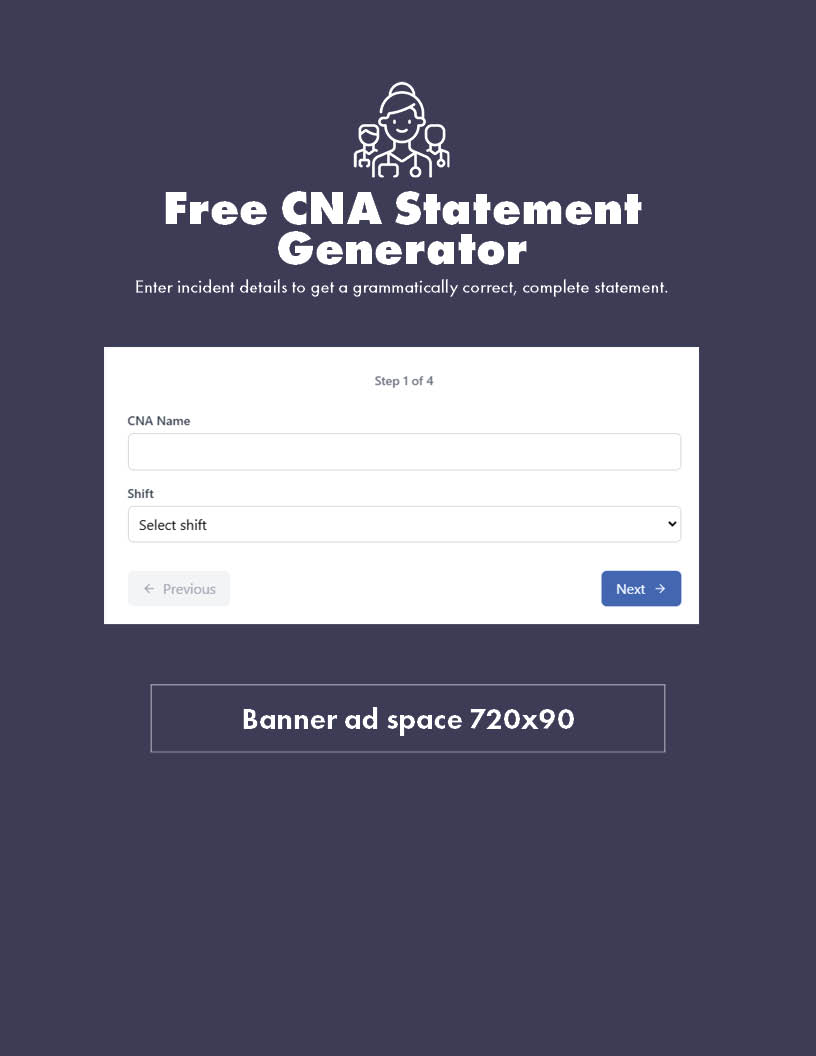 Free CNA Statement
Generator
Enter incident details to get a grammatically correct, complete statement.
Step 1 of 4
CNA Name
Shift
Select shift
← Previous
Next →
Banner ad space 720x90